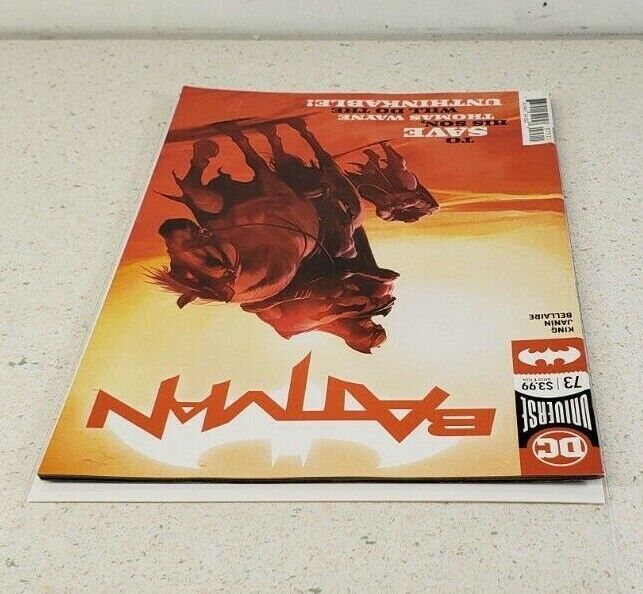 DC
UNIVERSE
73 | $3.99
KING
JANIN
BELLAIRE
BATMAN
TO
SAVE
HIS SON,
THOMAS WAYNE
WILL DO THE
UNTHINKABLE!